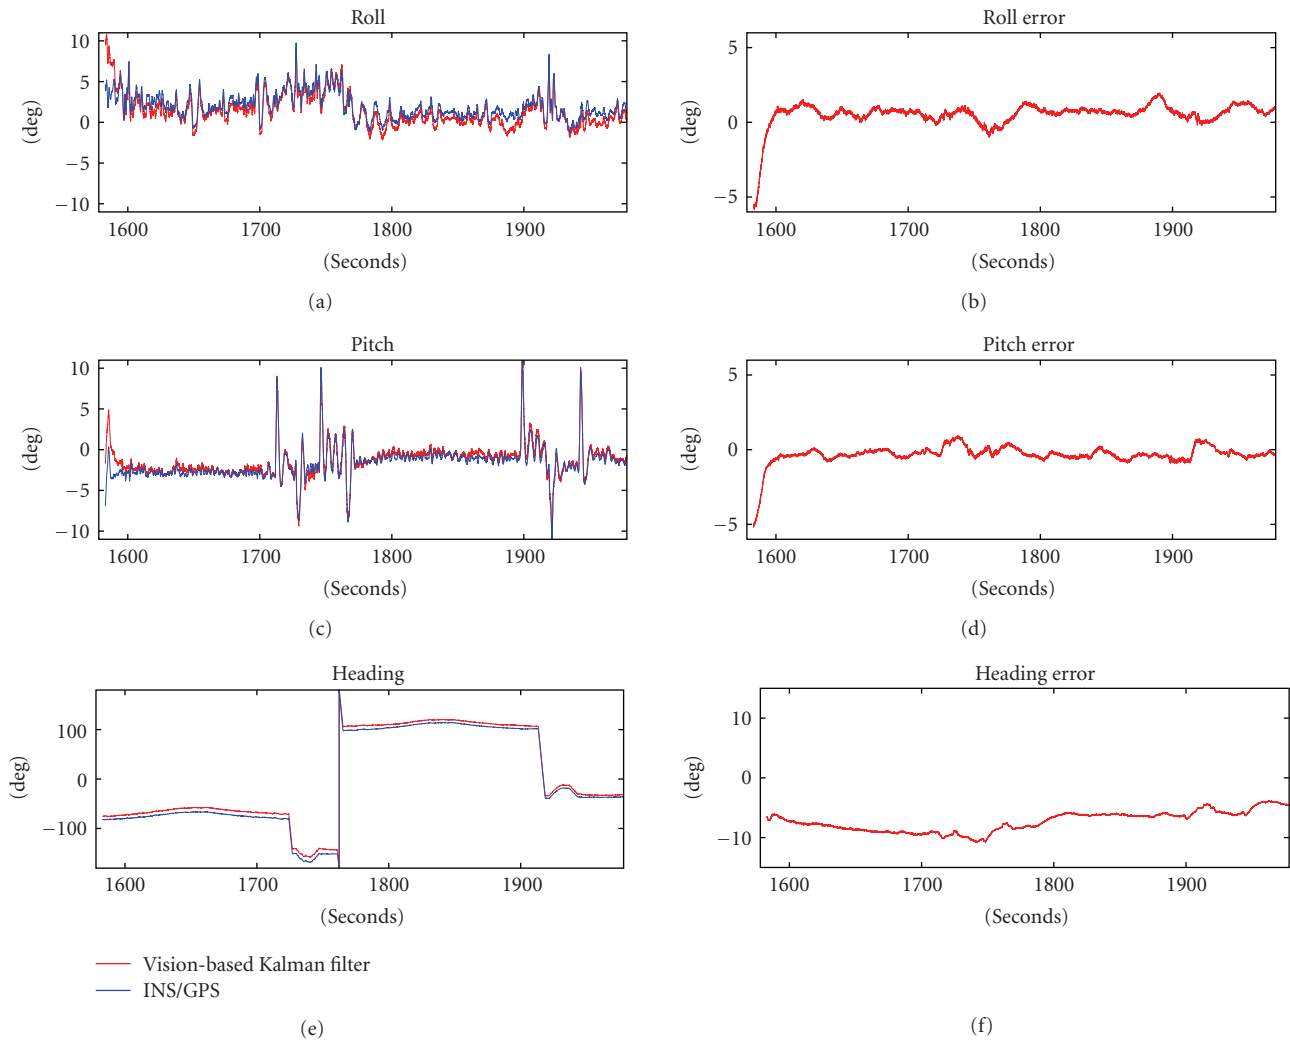 Roll
10
5
0
−5
−10
(deg)
1600 1700 1800 1900
(Seconds)
(a)
Roll error
5
0
−5
(deg)
1600 1700 1800 1900
(Seconds)
(b)
Pitch
10
5
0
−5
−10
(deg)
1600 1700 1800 1900
(Seconds)
(c)
Pitch error
5
0
−5
(deg)
1600 1700 1800 1900
(Seconds)
(d)
Heading
100
0
−100
(deg)
1600 1700 1800 1900
(Seconds)
Vision-based Kalman filter
INS/GPS
(e)
Heading error
10
0
−10
(deg)
1600 1700 1800 1900
(Seconds)
(f)